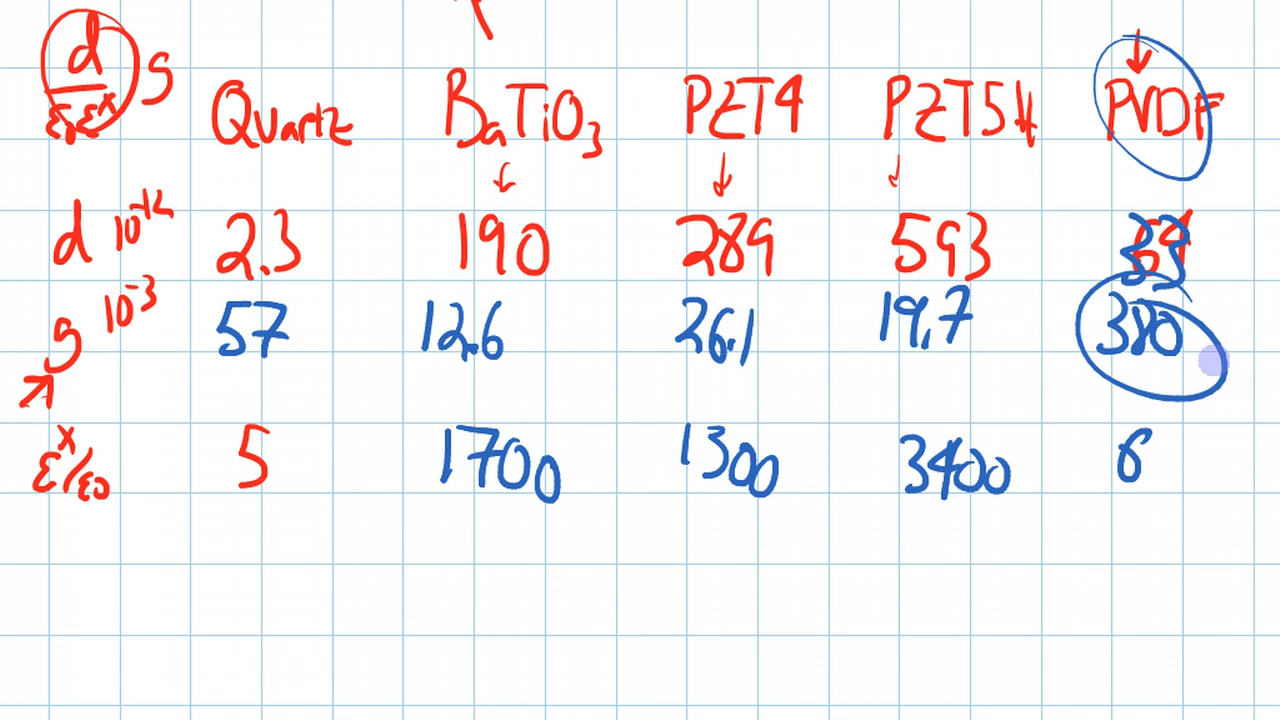 d/ε₀εˣ g Quartz BaTiO₃ PZT4 PZT5H PVDF
d 10⁻¹² 2.3 190 289 593 33
g 10⁻³ 57 12.6 26.1 19.7 380
εˣ/ε₀ 5 1700 1300 3400